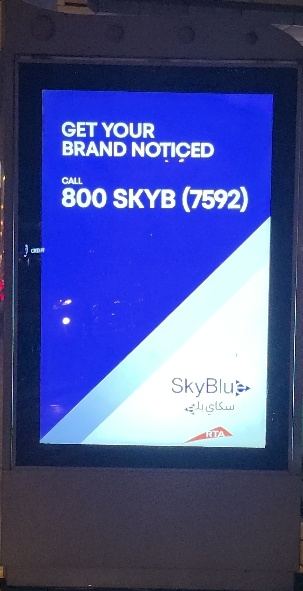 GET YOUR
BRAND NOTICED
CALL
800 SKYB (7592)
SkyBlue
سكاي بلو
RTA